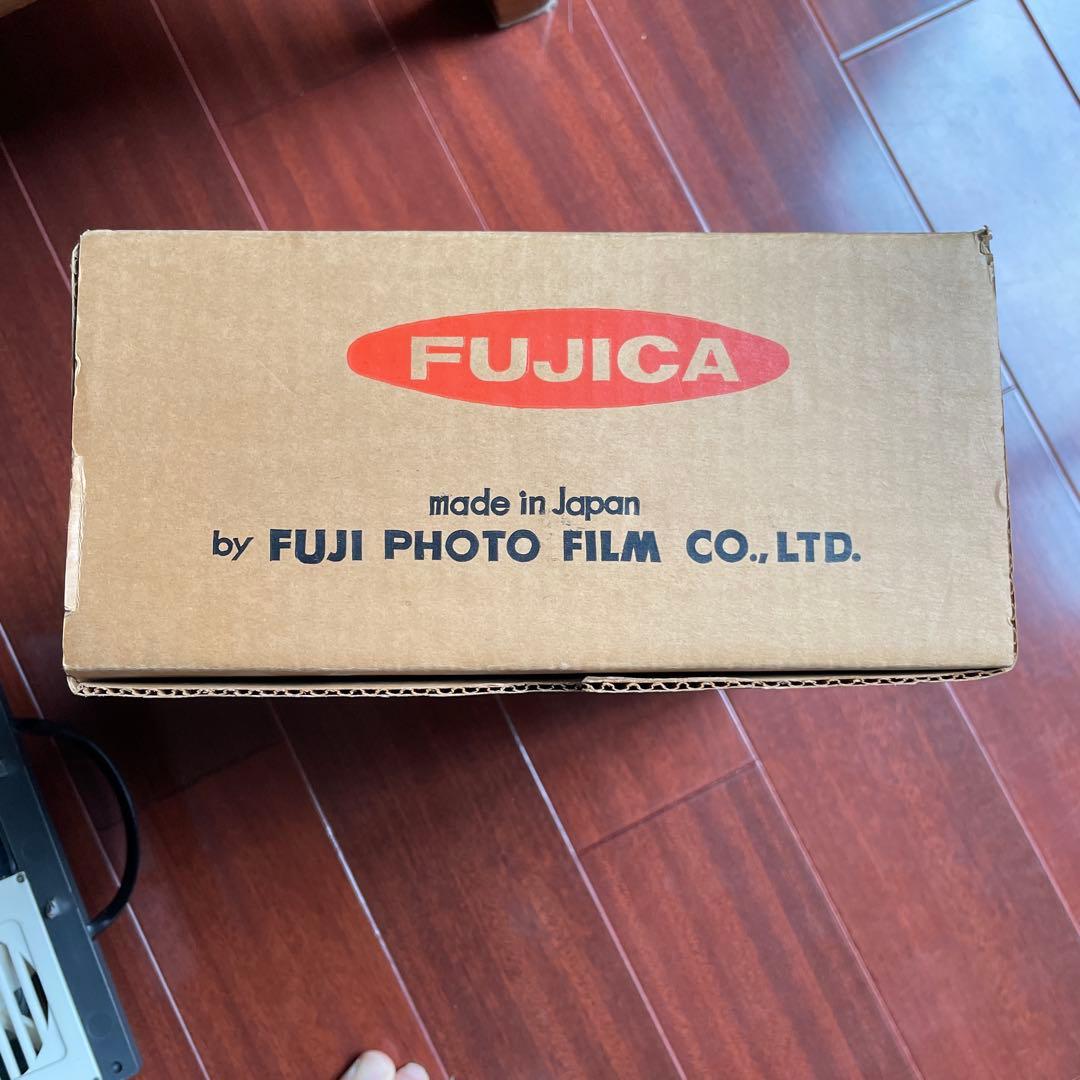 FUJICA
made in Japan
by FUJI PHOTO FILM CO., LTD.